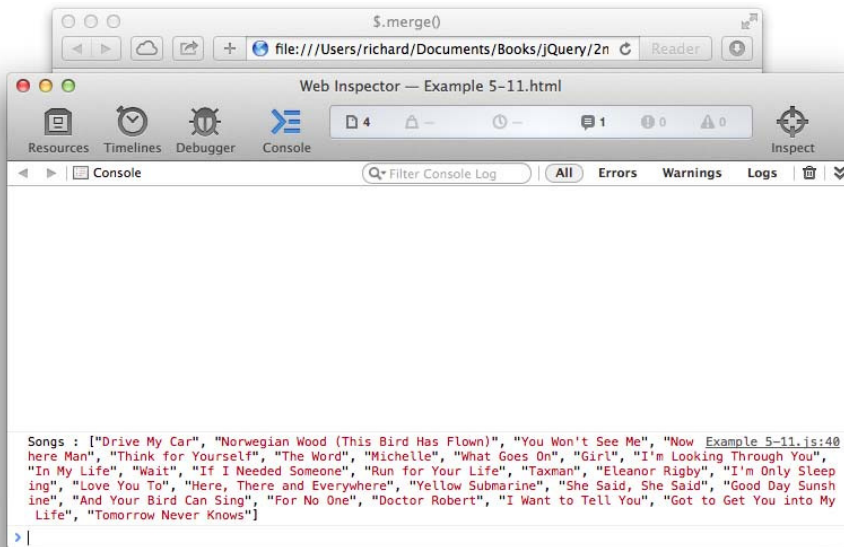 $.merge()
file:///Users/richard/Documents/Books/jQuery/2n
Reader
Web Inspector — Example 5-11.html
Resources Timelines Debugger Console
4 – – 1 0 0
Inspect
Console
Filter Console Log
All Errors Warnings Logs
Songs : ["Drive My Car", "Norwegian Wood (This Bird Has Flown)", "You Won't See Me", "Now Example 5-11.js:40
here Man", "Think for Yourself", "The Word", "Michelle", "What Goes On", "Girl", "I'm Looking Through You",
"In My Life", "Wait", "If I Needed Someone", "Run for Your Life", "Taxman", "Eleanor Rigby", "I'm Only Sleep
ing", "Love You To", "Here, There and Everywhere", "Yellow Submarine", "She Said, She Said", "Good Day Sunsh
ine", "And Your Bird Can Sing", "For No One", "Doctor Robert", "I Want to Tell You", "Got to Get You into My
Life", "Tomorrow Never Knows"]
>